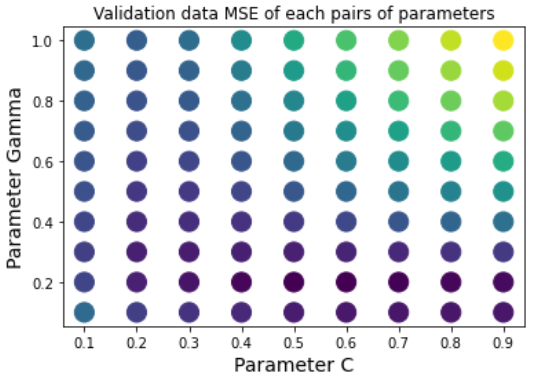 Validation data MSE of each pairs of parameters
Parameter Gamma
1.0
0.8
0.6
0.4
0.2
0.1 0.2 0.3 0.4 0.5 0.6 0.7 0.8 0.9
Parameter C